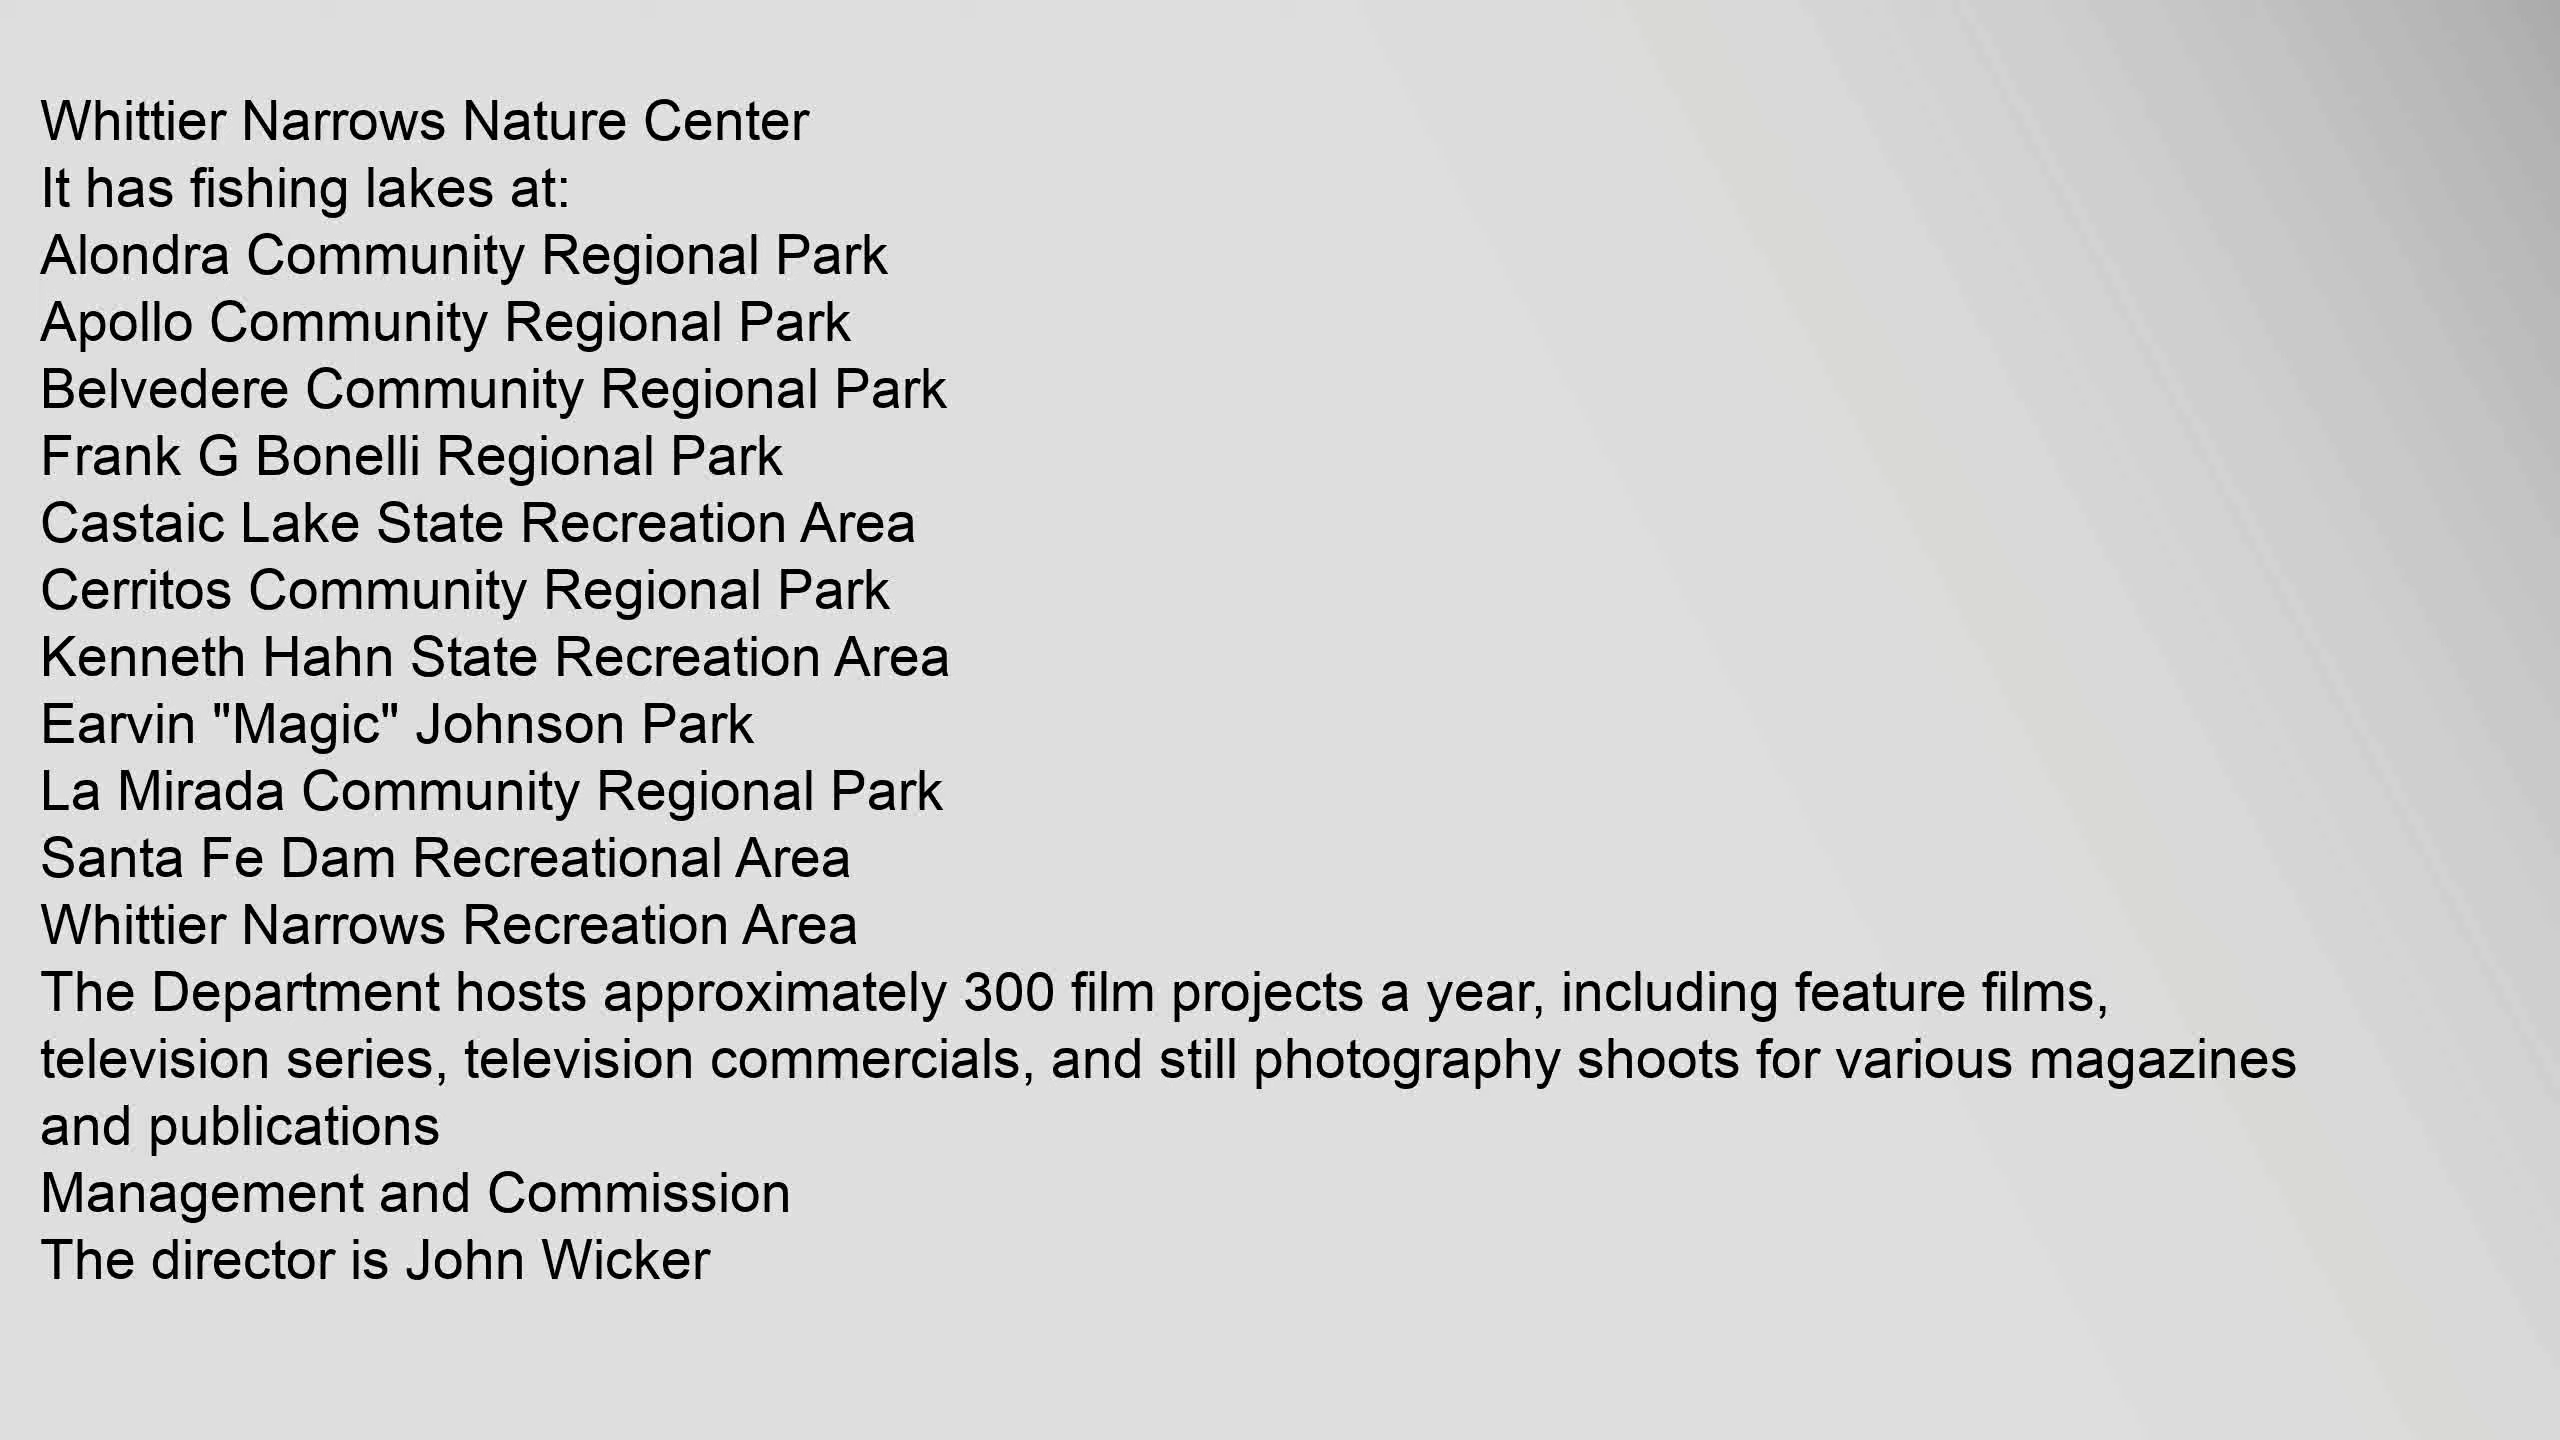 Whittier Narrows Nature Center
It has fishing lakes at:
Alondra Community Regional Park
Apollo Community Regional Park
Belvedere Community Regional Park
Frank G Bonelli Regional Park
Castaic Lake State Recreation Area
Cerritos Community Regional Park
Kenneth Hahn State Recreation Area
Earvin "Magic" Johnson Park
La Mirada Community Regional Park
Santa Fe Dam Recreational Area
Whittier Narrows Recreation Area
The Department hosts approximately 300 film projects a year, including feature films,
television series, television commercials, and still photography shoots for various magazines
and publications
Management and Commission
The director is John Wicker